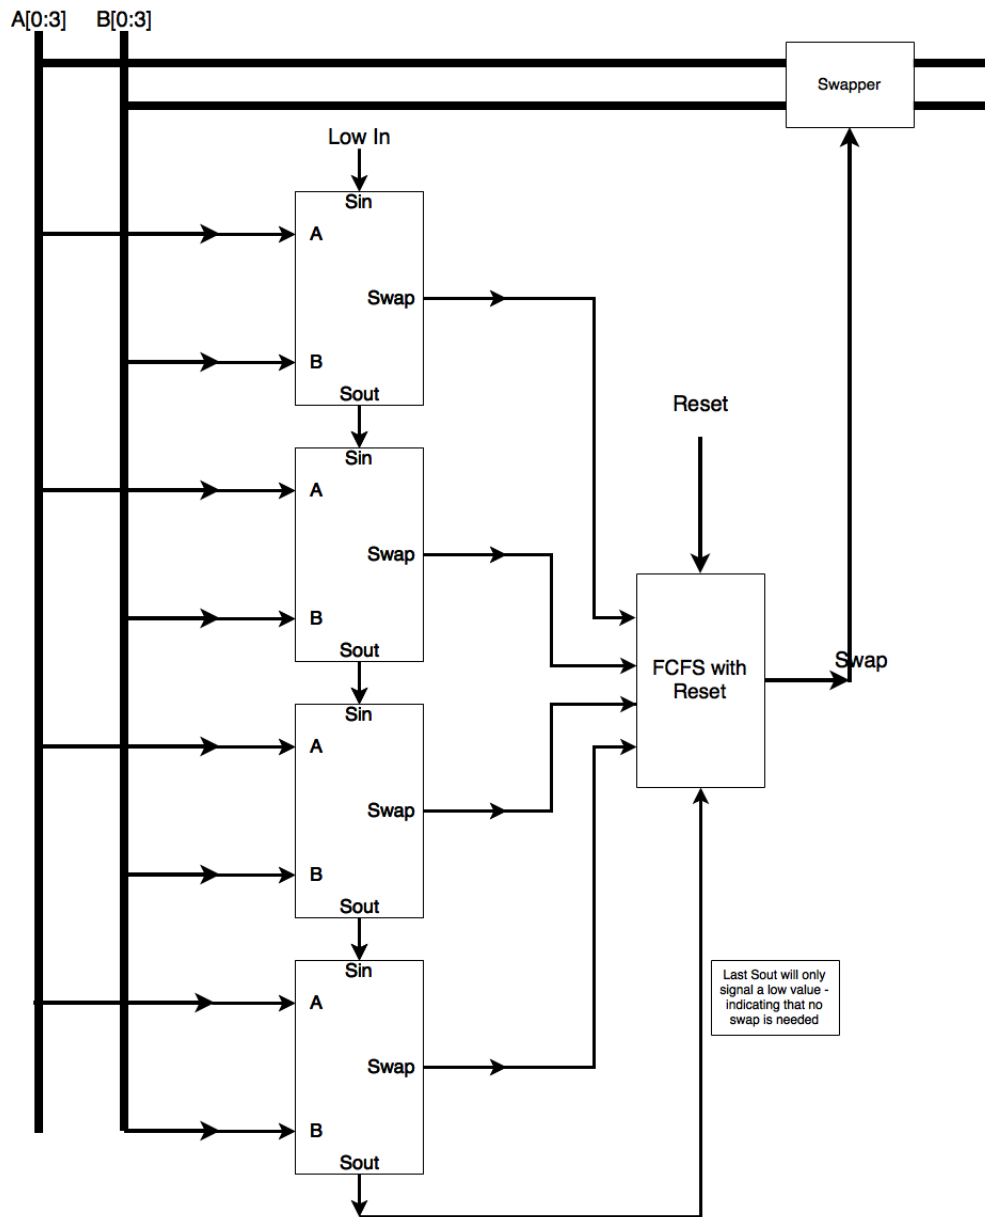 A[0:3]
B[0:3]
Swapper
Low In
Sin
A
Swap
B
Sout
Sin
A
Swap
B
Sout
Sin
A
Swap
B
Sout
Sin
A
Swap
B
Sout
Reset
FCFS with
Reset
Swap
Last Sout will only
signal a low value -
indicating that no
swap is needed